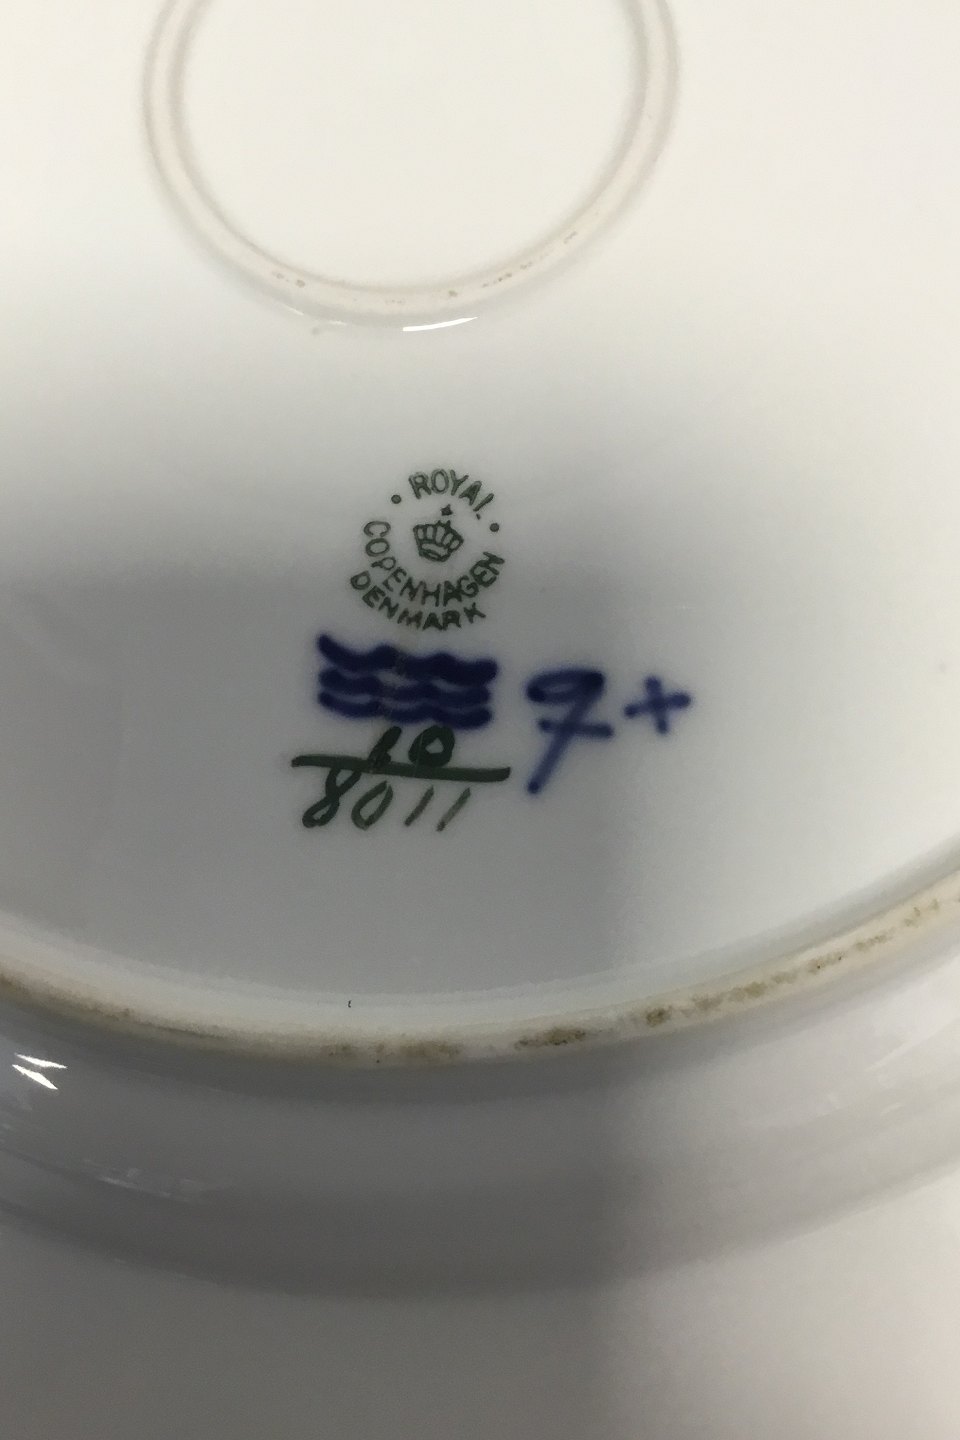 ROYAL
COPENHAGEN
DENMARK
7 +
10
8011